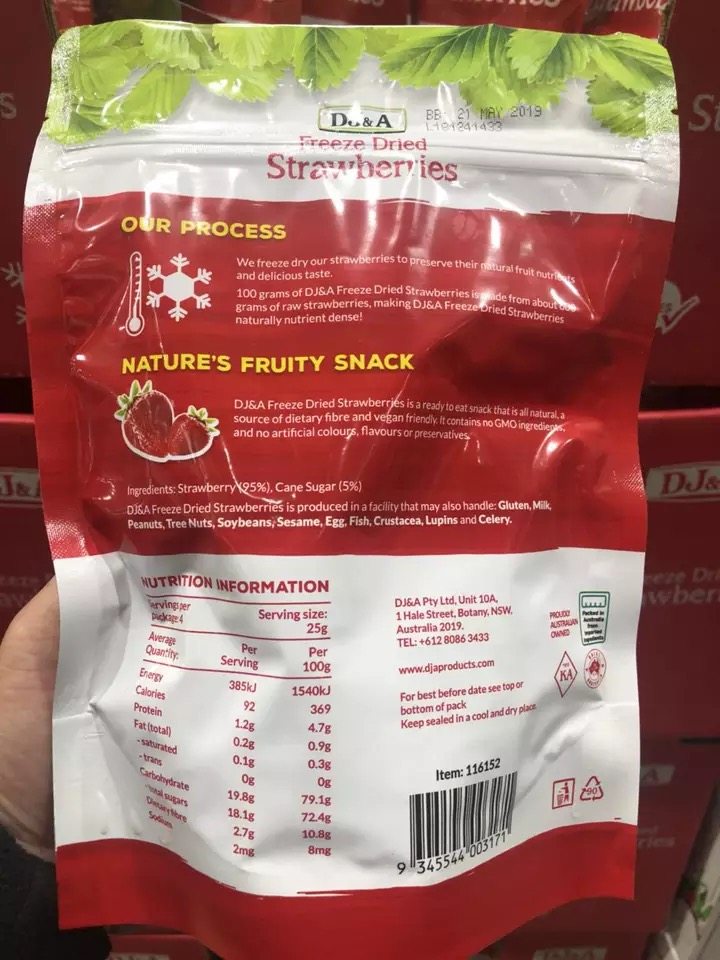 DJ&A
BB 21 MAY 2019
Freeze Dried
Strawberries
OUR PROCESS
We freeze dry our strawberries to preserve their natural fruit nutrients
and delicious taste.
100 grams of DJ&A Freeze Dried Strawberries is made from about
grams of raw strawberries, making DJ&A Freeze Dried Strawberries
naturally nutrient dense!
NATURE'S FRUITY SNACK
DJ&A Freeze Dried Strawberries is a ready to eat snack that is all natural, a
source of dietary fibre and vegan friendly. It contains no GMO ingredients,
and no artificial colours, flavours or preservatives.
Ingredients: Strawberry (95%), Cane Sugar (5%)
DJ&A Freeze Dried Strawberries is produced in a facility that may also handle: Gluten, Milk,
Peanuts, Tree Nuts, Soybeans, Sesame, Egg, Fish, Crustacea, Lupins and Celery.
NUTRITION INFORMATION
Servings per
package: 4
Serving size:
25g
Average
Quantity:
Per
Serving
Per
100g
Energy 385kJ 1540kJ
Calories 92 369
Protein 1.2g 4.7g
Fat (total) 0.2g 0.9g
- saturated 0.1g 0.3g
- trans 0g 0g
Carbohydrate 19.8g 79.1g
- total sugars 18.1g 72.4g
Dietary fibre 2.7g 10.8g
Sodium 2mg 8mg
DJ&A Pty Ltd, Unit 10A,
1 Hale Street, Botany, NSW,
Australia 2019.
TEL: +612 8086 3433
www.djaproducts.com
For best before date see top or
bottom of pack
Keep sealed in a cool and dry place
PROUDLY
AUSTRALIAN
OWNED
Packed in
Australia
from
imported
ingredients
KA
Item: 116152
9 345544 003171
DJ&